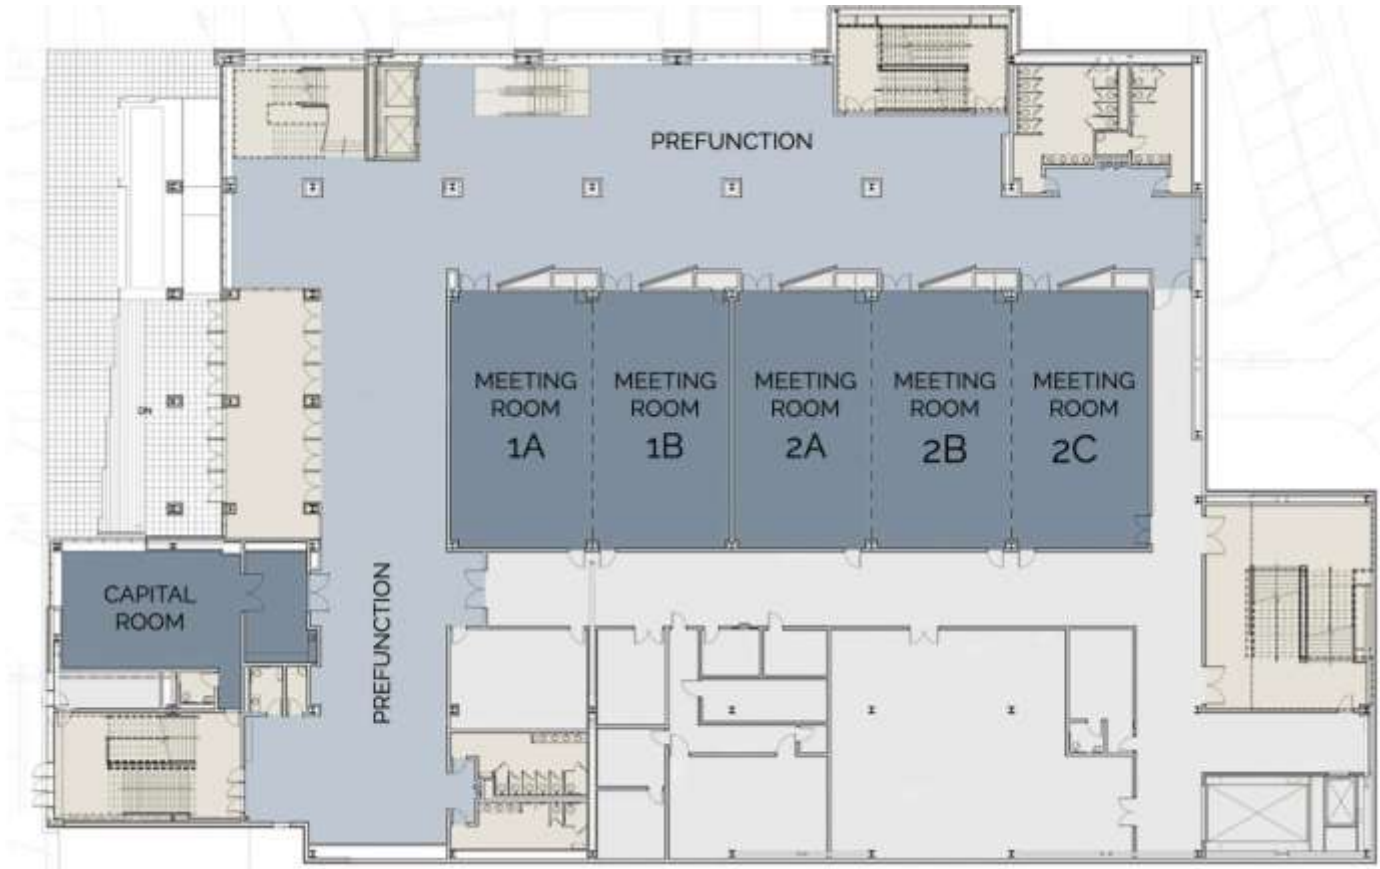 PREFUNCTION
MEETING
ROOM
1A
MEETING
ROOM
1B
MEETING
ROOM
2A
MEETING
ROOM
2B
MEETING
ROOM
2C
CAPITAL
ROOM
PREFUNCTION